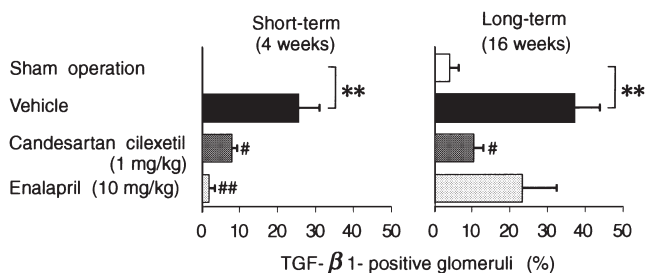 Short-term
(4 weeks)
Long-term
(16 weeks)
Sham operation
**
**
Vehicle
Candesartan cilexetil
(1 mg/kg)
#
#
Enalapril (10 mg/kg)
##
0 10 20 30 40 50
0 10 20 30 40 50
TGF-β1- positive glomeruli (%)